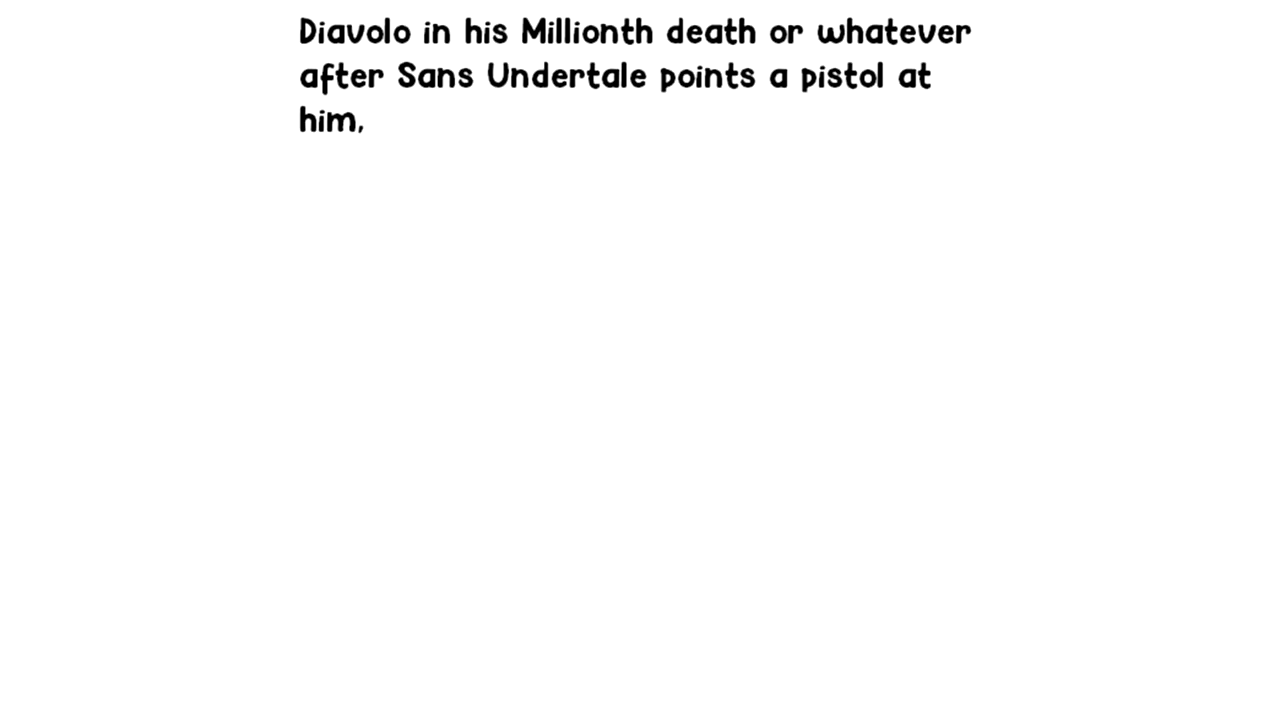 Diavolo in his Millionth death or whatever
after Sans Undertale points a pistol at
him,